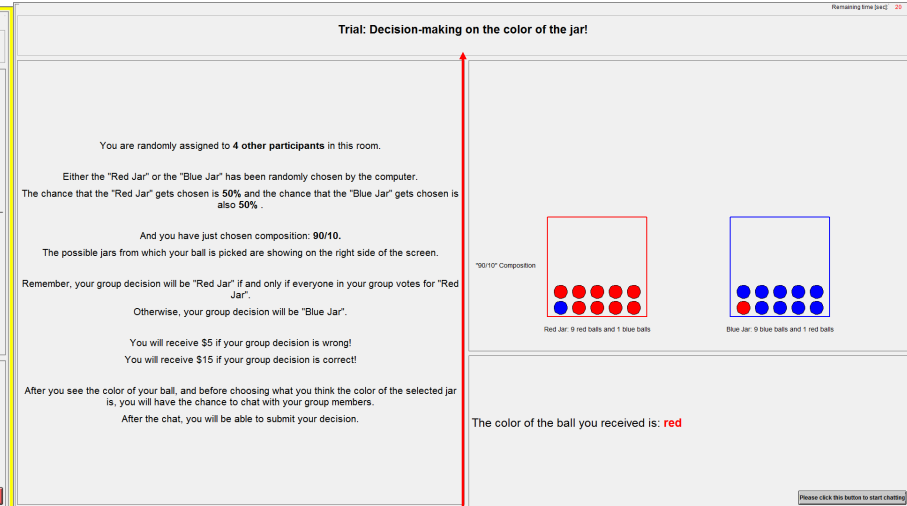 Remaining time [sec]: 20
Trial: Decision-making on the color of the jar!
You are randomly assigned to 4 other participants in this room.
Either the "Red Jar" or the "Blue Jar" has been randomly chosen by the computer.
The chance that the "Red Jar" gets chosen is 50% and the chance that the "Blue Jar" gets chosen is
also 50% .
And you have just chosen composition: 90/10.
The possible jars from which your ball is picked are showing on the right side of the screen.
Remember, your group decision will be "Red Jar" if and only if everyone in your group votes for "Red
Jar".
Otherwise, your group decision will be "Blue Jar".
You will receive $5 if your group decision is wrong!
You will receive $15 if your group decision is correct!
After you see the color of your ball, and before choosing what you think the color of the selected jar
is, you will have the chance to chat with your group members.
After the chat, you will be able to submit your decision.
"90/10" Composition
Red Jar: 9 red balls and 1 blue balls
Blue Jar: 9 blue balls and 1 red balls
The color of the ball you received is: red
Please click this button to start chatting